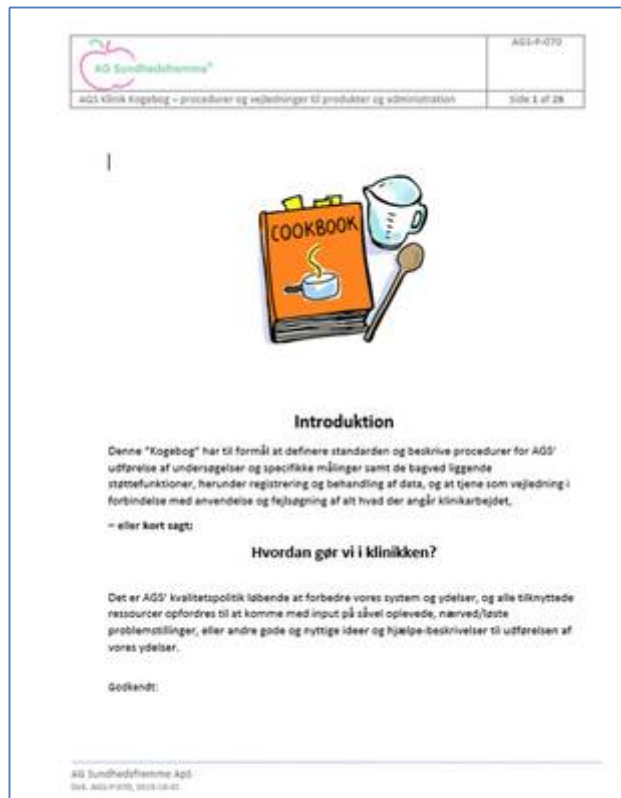 AG Sundhedsfremme®
AGS-P-070
AGS Klinik Kogebog – procedurer og vejledninger til produkter og administration
Side 1 af 26
COOKBOOK
Introduktion
Denne "Kogebog" har til formål at definere standarden og beskrive procedurer for AGS'
udførelse af undersøgelser og specifikke målinger samt de bagved liggende
støttefunktioner, herunder registrering og behandling af data, og at tjene som vejledning i
forbindelse med anvendelse og fejlsøgning af alt hvad der angår klinikarbejdet,
– eller kort sagt:
Hvordan gør vi i klinikken?
Det er AGS' kvalitetspolitik løbende at forbedre vores system og ydelser, og alle tilknyttede
ressourcer opfordres til at komme med input på såvel oplevede, nærved/løste
problemstillinger, eller andre gode og nyttige ideer og hjælpe-beskrivelser til udførelsen af
vores ydelser.
Godkendt:
AG Sundhedsfremme ApS
Dok. AGS-P-070,